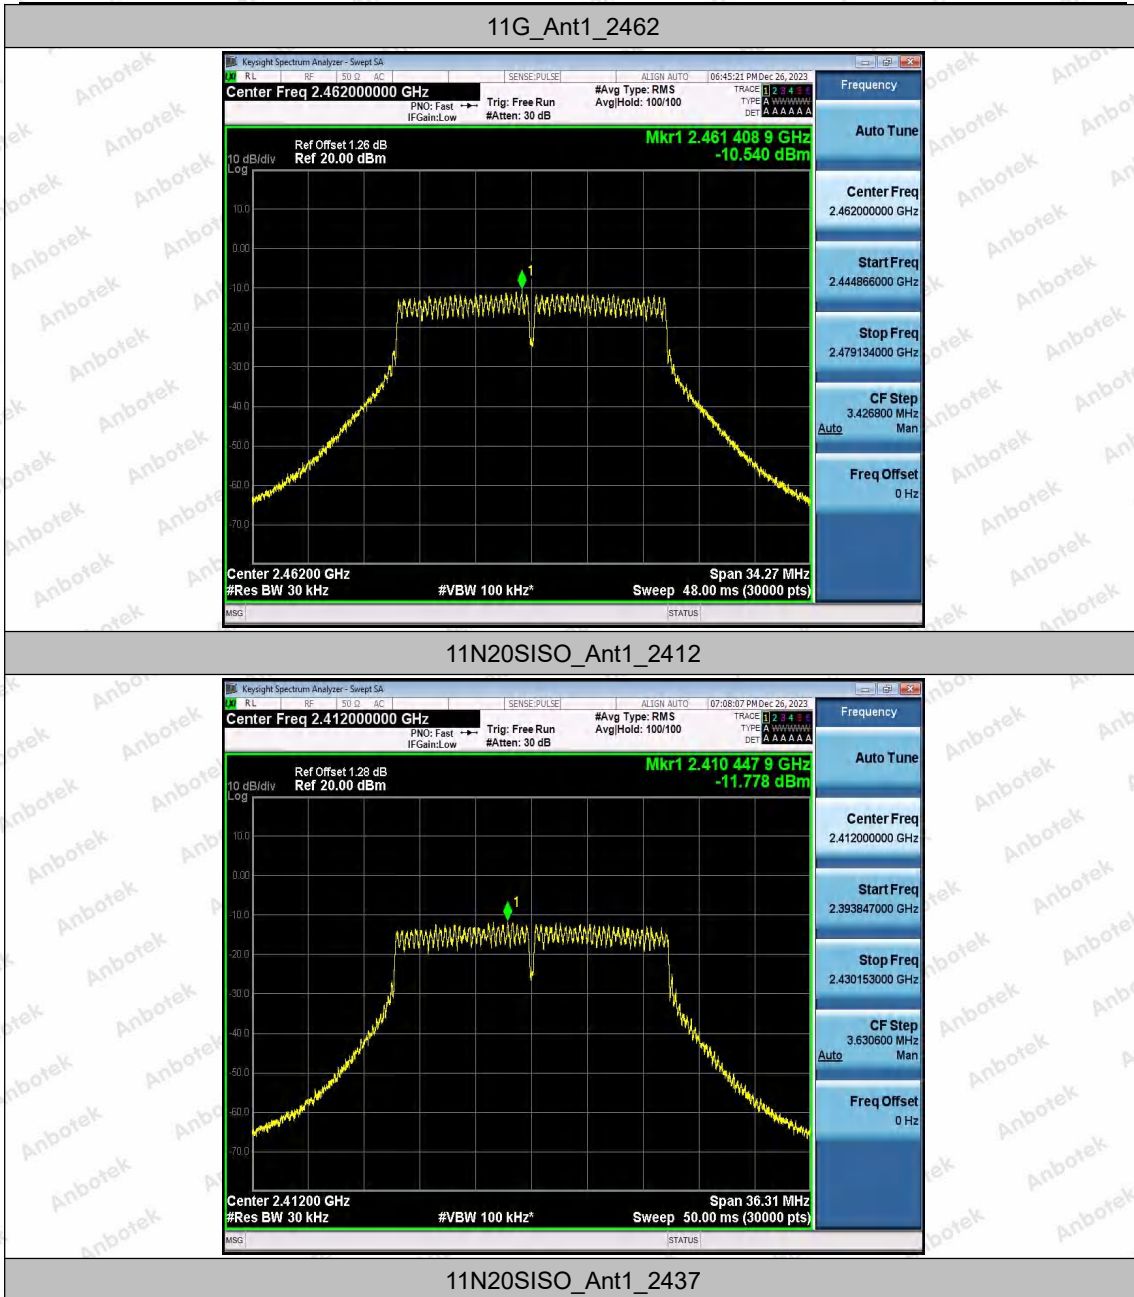 11G_Ant1_2462
Keysight Spectrum Analyzer - Swept SA
RL RF 50 Ω AC SENSE:PULSE ALIGN AUTO 06:45:21 PM Dec 26, 2023
Center Freq 2.462000000 GHz
PNO: Fast
IFGain:Low
Trig: Free Run
#Atten: 30 dB
#Avg Type: RMS
Avg|Hold: 100/100
TRACE 1 2 3 4 5 6
TYPE A WWWWW
DET A A A A A A
Mkr1 2.461 408 9 GHz
-10.540 dBm
Ref Offset 1.26 dB
10 dB/div Ref 20.00 dBm
Log
10.0
0.00
-10.0
-20.0
-30.0
-40.0
-50.0
-60.0
-70.0
Center 2.46200 GHz Span 34.27 MHz
#Res BW 30 kHz #VBW 100 kHz* Sweep 48.00 ms (30000 pts)
MSG STATUS
Frequency
Auto Tune
Center Freq
2.462000000 GHz
Start Freq
2.444866000 GHz
Stop Freq
2.479134000 GHz
CF Step
3.426800 MHz
Auto Man
Freq Offset
0 Hz
11N20SISO_Ant1_2412
Keysight Spectrum Analyzer - Swept SA
RL RF 50 Ω AC SENSE:PULSE ALIGN AUTO 07:08:07 PM Dec 26, 2023
Center Freq 2.412000000 GHz
PNO: Fast
IFGain:Low
Trig: Free Run
#Atten: 30 dB
#Avg Type: RMS
Avg|Hold: 100/100
TRACE 1 2 3 4 5 6
TYPE A WWWWW
DET A A A A A A
Mkr1 2.410 447 9 GHz
-11.778 dBm
Ref Offset 1.28 dB
10 dB/div Ref 20.00 dBm
Log
10.0
0.00
-10.0
-20.0
-30.0
-40.0
-50.0
-60.0
-70.0
Center 2.41200 GHz Span 36.31 MHz
#Res BW 30 kHz #VBW 100 kHz* Sweep 50.00 ms (30000 pts)
MSG STATUS
Frequency
Auto Tune
Center Freq
2.412000000 GHz
Start Freq
2.393847000 GHz
Stop Freq
2.430153000 GHz
CF Step
3.630600 MHz
Auto Man
Freq Offset
0 Hz
11N20SISO_Ant1_2437